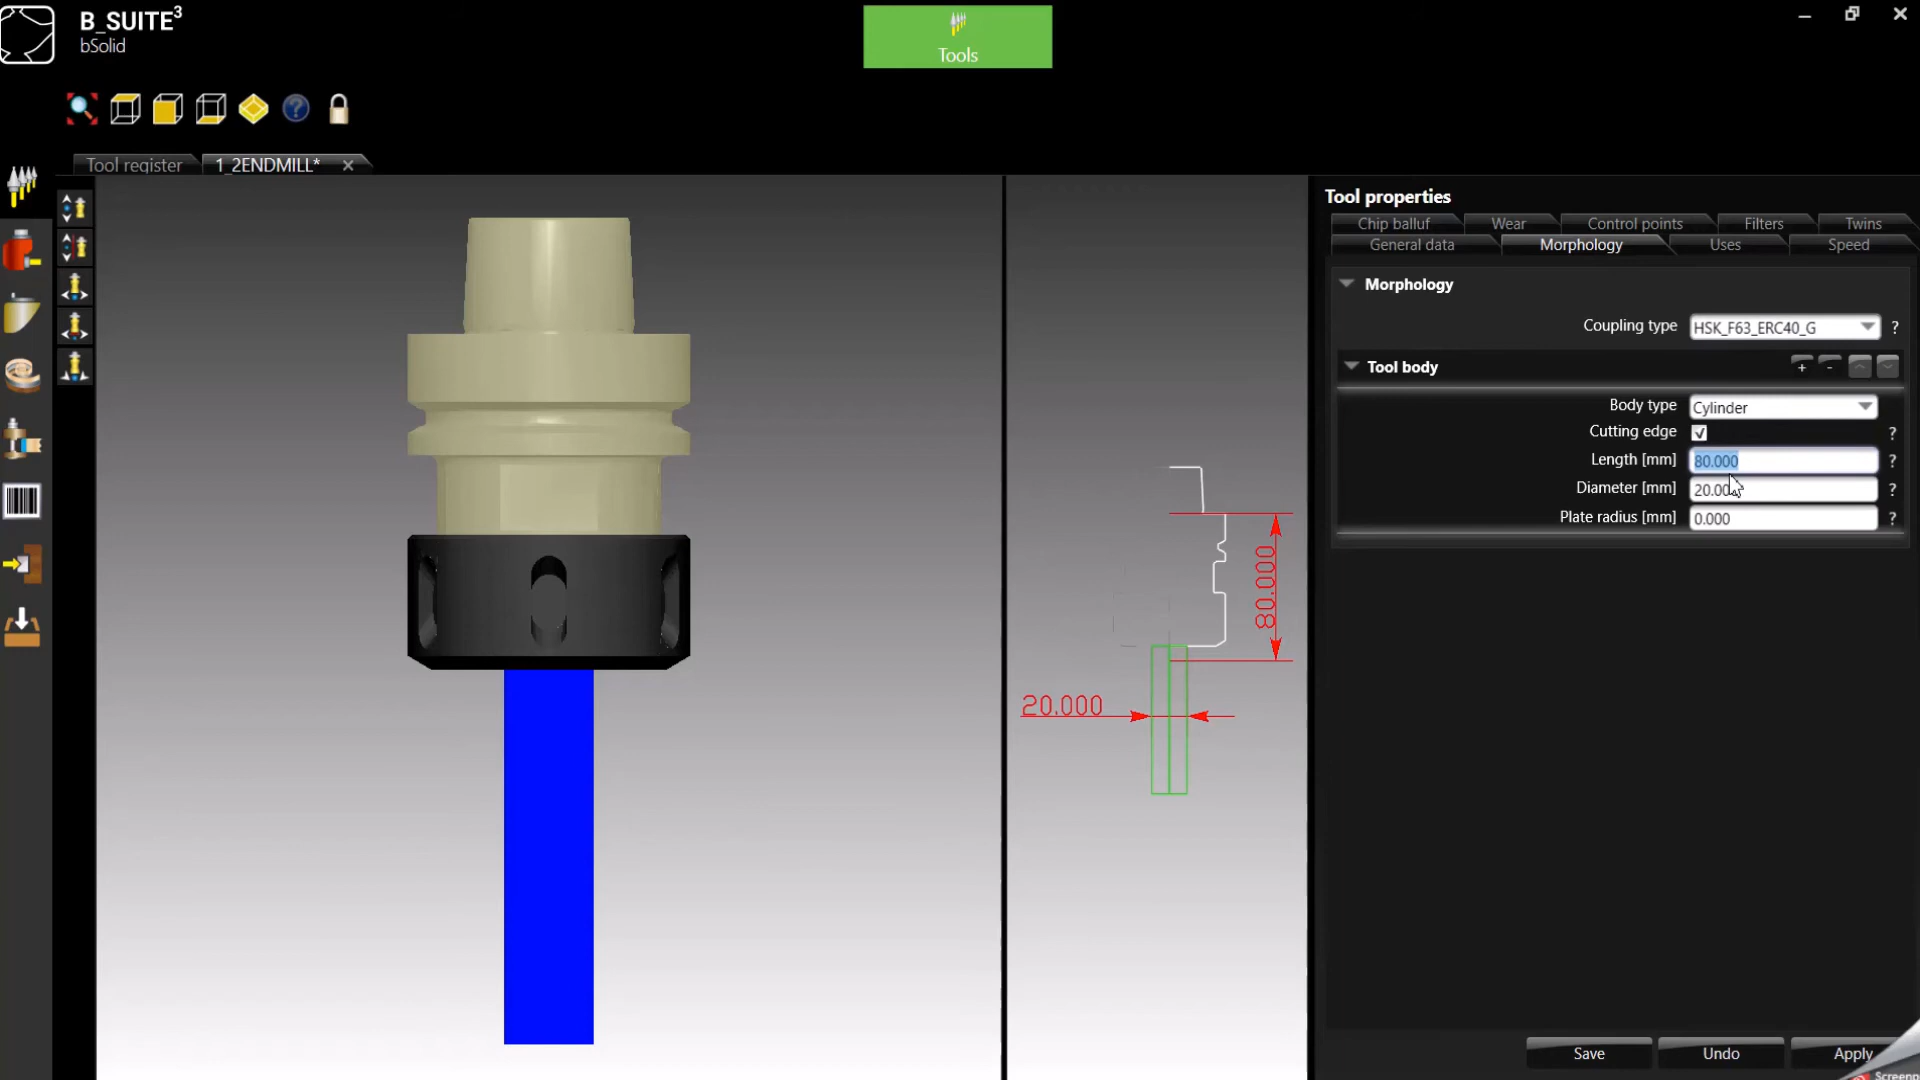 B_SUITE³
bSolid
Tools
Tool register
1_2ENDMILL*
80.000
20.000
Tool properties
Chip balluf
Wear
Control points
Filters
Twins
General data
Morphology
Uses
Speed
Morphology
Coupling type
HSK_F63_ERC40_G
?
Tool body
+
-
Body type
Cylinder
Cutting edge
?
Length [mm]
80.000
?
Diameter [mm]
20.00
?
Plate radius [mm]
0.000
?
Save
Undo
Apply